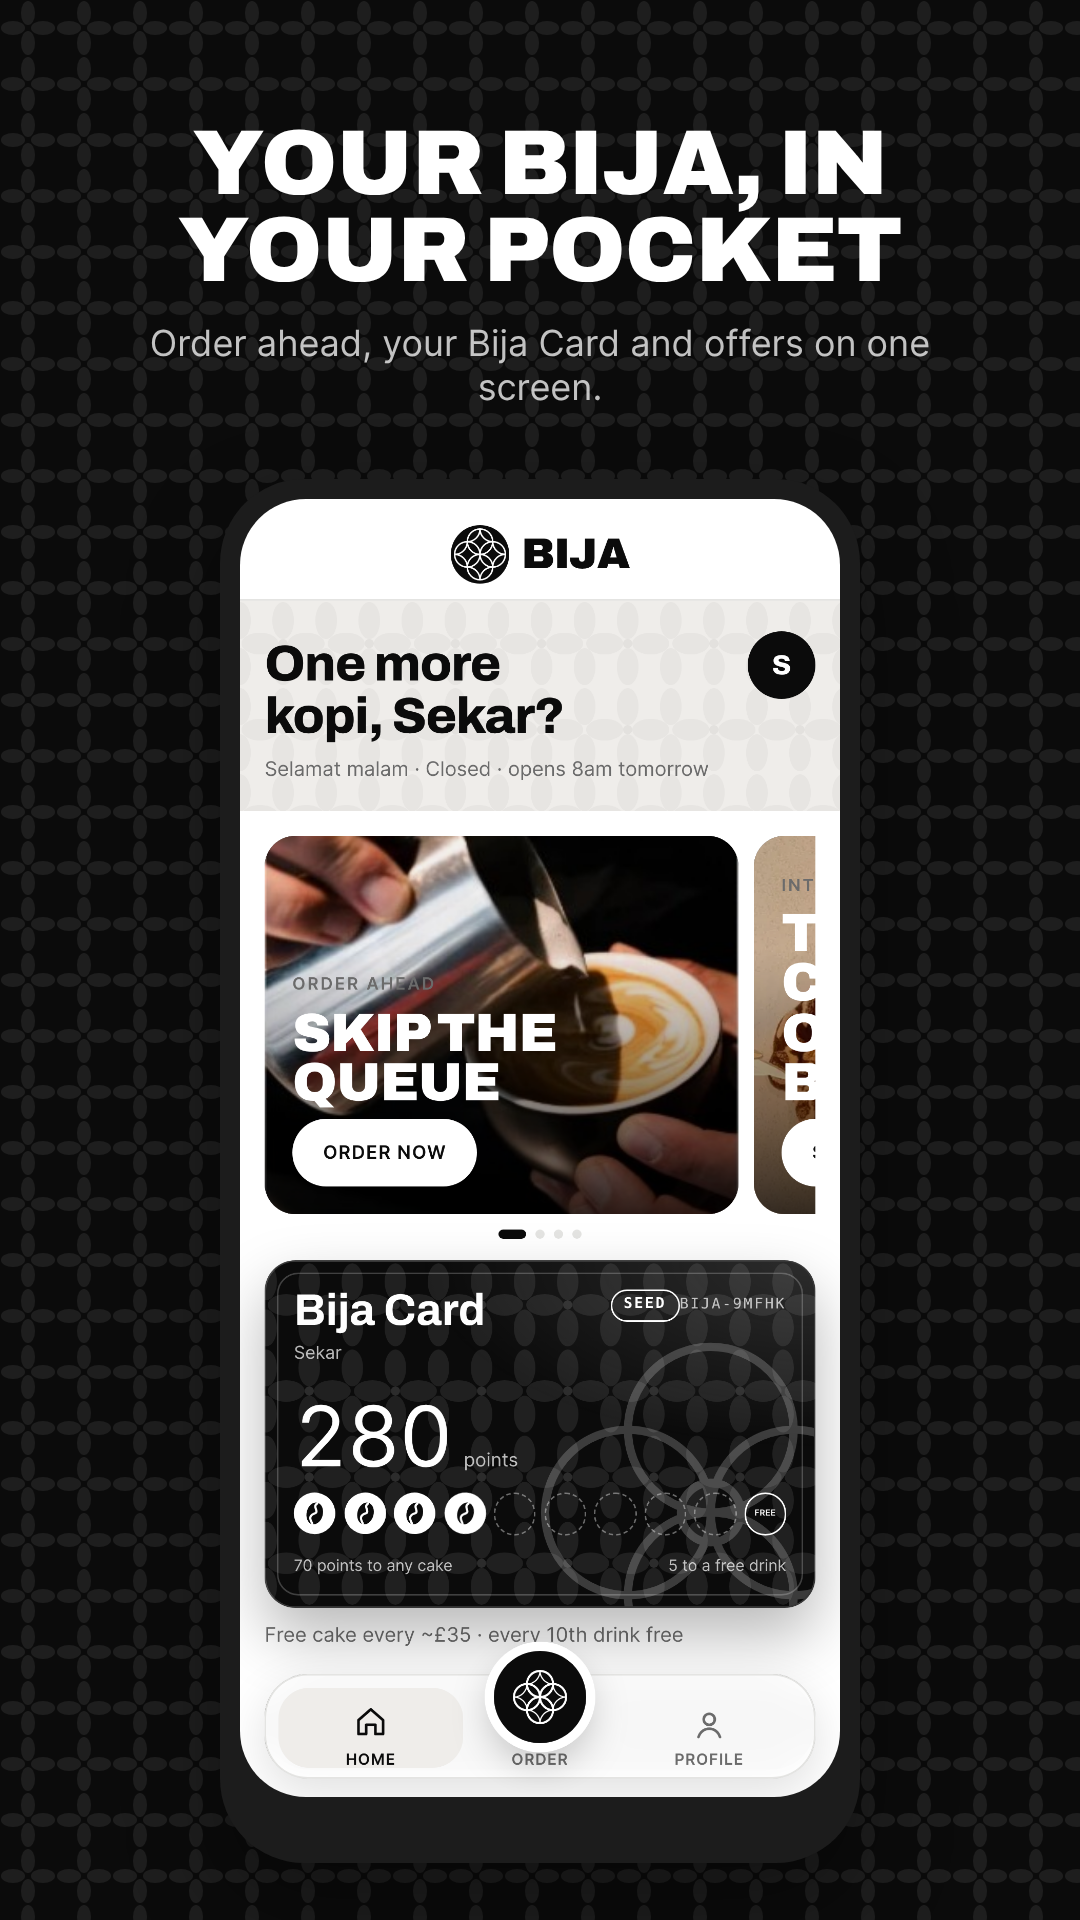 YOUR BIJA, IN
YOUR POCKET
Order ahead, your Bija Card and offers on one
screen.
BIJA
One more
kopi, Sekar?
S
Selamat malam · Closed · opens 8am tomorrow
ORDER AHEAD
SKIP THE
QUEUE
ORDER NOW
INT
T
C
O
B
Bija Card
SEED
BIJA-9MFHK
Sekar
280 points
FREE
70 points to any cake
5 to a free drink
Free cake every ~£35 · every 10th drink free
HOME
ORDER
PROFILE